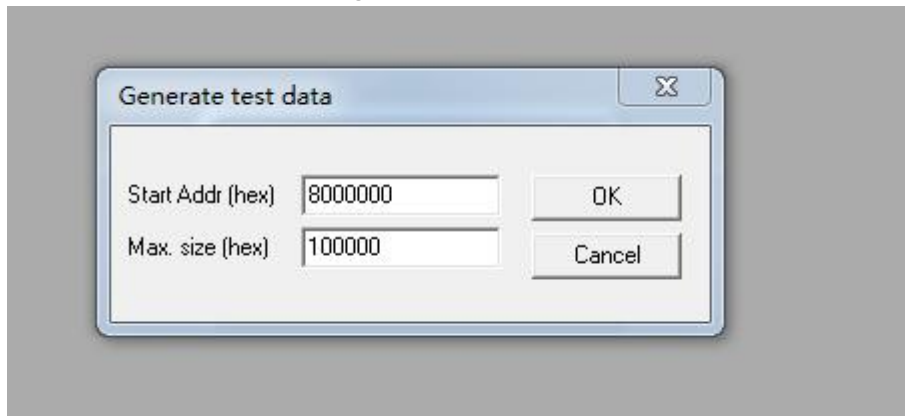 Generate test data
Start Addr (hex) 8000000 OK
Max. size (hex) 100000 Cancel